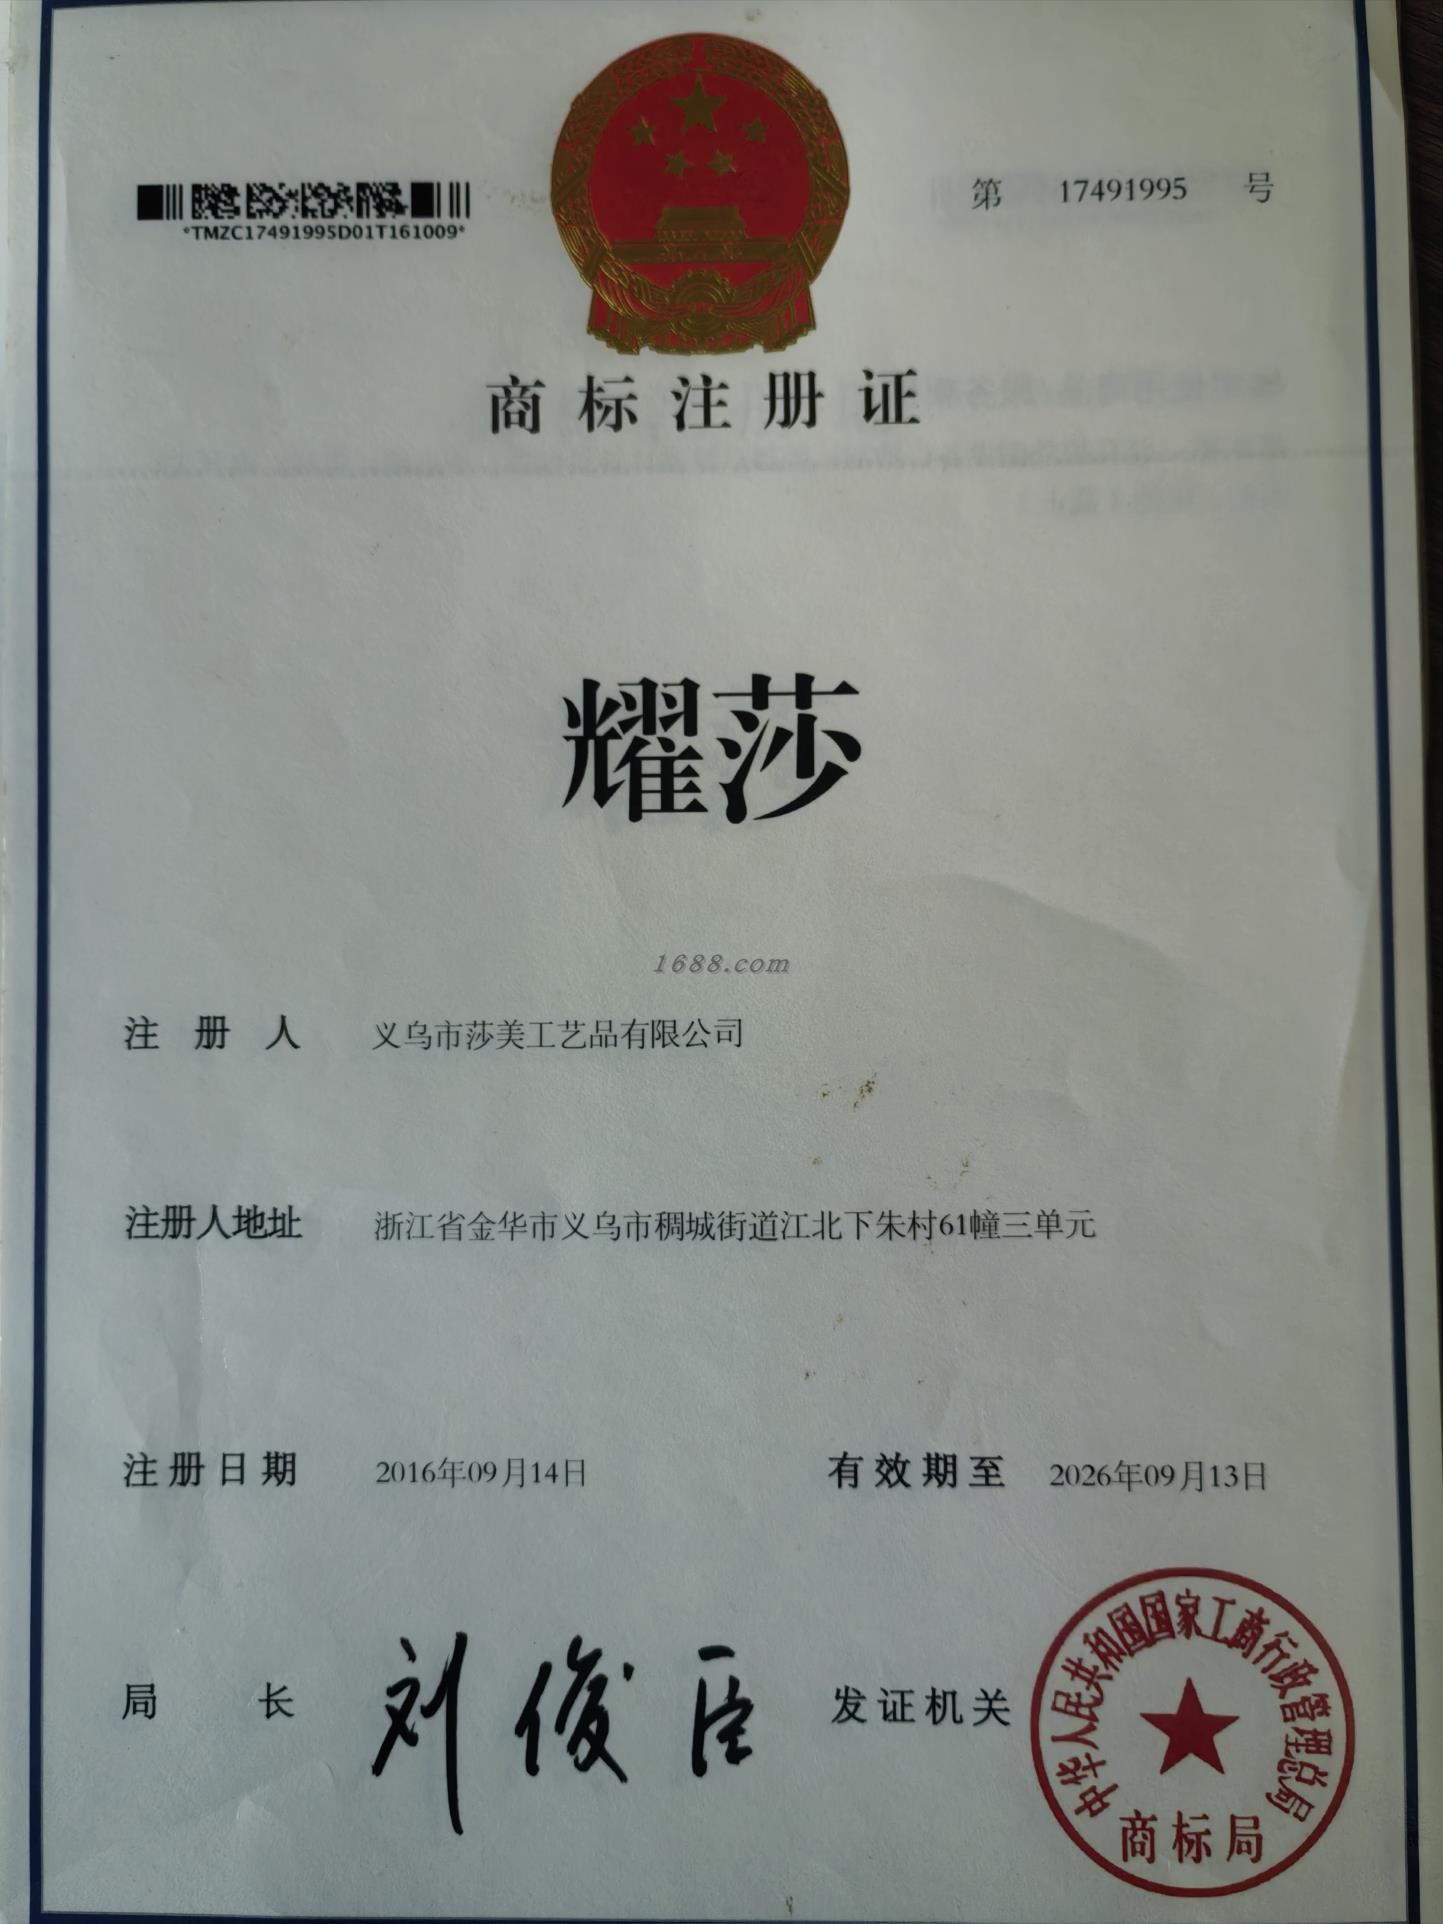 *TMZC17491995D01T161009*
第 17491995 号
商标注册证
耀莎
1688.com
注册人 义乌市莎美工艺品有限公司
注册人地址 浙江省金华市义乌市稠城街道江北下朱村61幢三单元
注册日期 2016年09月14日 有效期至 2026年09月13日
局长 刘俊臣 发证机关
中华人民共和国国家工商行政管理总局
商标局